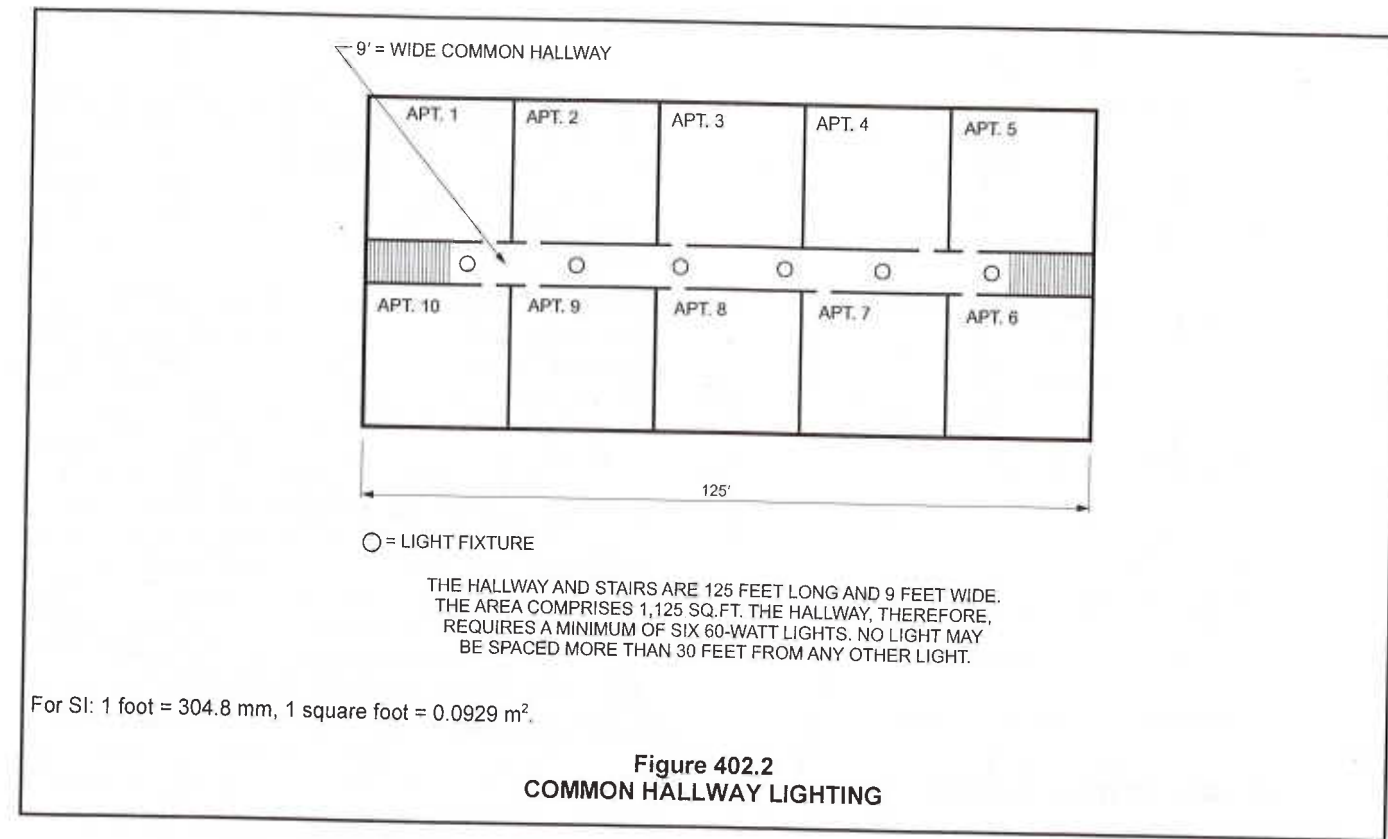 9' = WIDE COMMON HALLWAY
APT. 1
APT. 2
APT. 3
APT. 4
APT. 5
APT. 10
APT. 9
APT. 8
APT. 7
APT. 6
125'
= LIGHT FIXTURE
THE HALLWAY AND STAIRS ARE 125 FEET LONG AND 9 FEET WIDE.
THE AREA COMPRISES 1,125 SQ.FT. THE HALLWAY, THEREFORE,
REQUIRES A MINIMUM OF SIX 60-WATT LIGHTS. NO LIGHT MAY
BE SPACED MORE THAN 30 FEET FROM ANY OTHER LIGHT.
For SI: 1 foot = 304.8 mm, 1 square foot = 0.0929 m².
Figure 402.2
COMMON HALLWAY LIGHTING